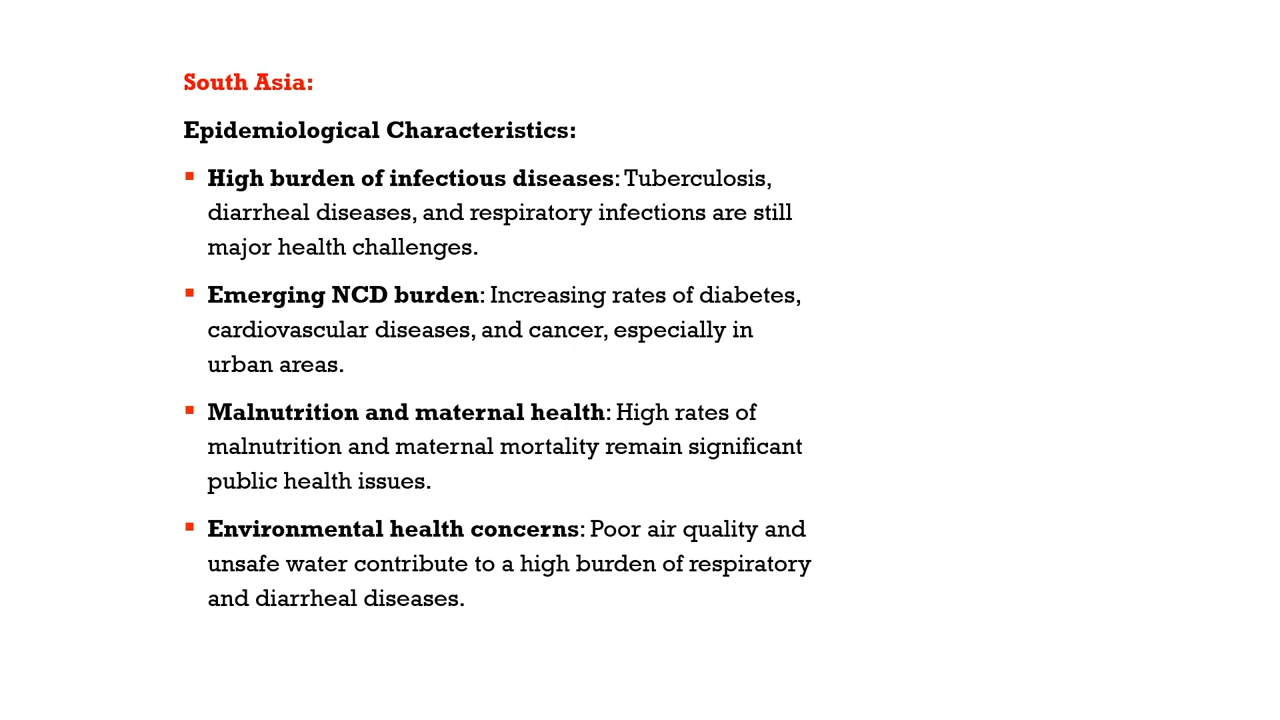 South Asia:
Epidemiological Characteristics:
▪ High burden of infectious diseases: Tuberculosis,
diarrheal diseases, and respiratory infections are still
major health challenges.
▪ Emerging NCD burden: Increasing rates of diabetes,
cardiovascular diseases, and cancer, especially in
urban areas.
▪ Malnutrition and maternal health: High rates of
malnutrition and maternal mortality remain significant
public health issues.
▪ Environmental health concerns: Poor air quality and
unsafe water contribute to a high burden of respiratory
and diarrheal diseases.